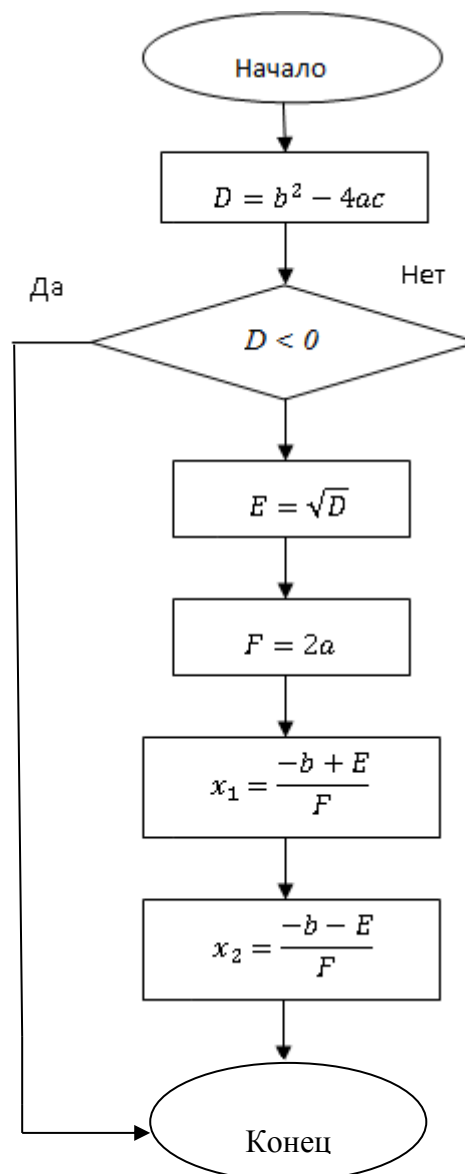 Начало
D = b² − 4ac
Да
Нет
D < 0
E = √D
F = 2a
x₁ = (−b + E)/F
x₂ = (−b − E)/F
Конец